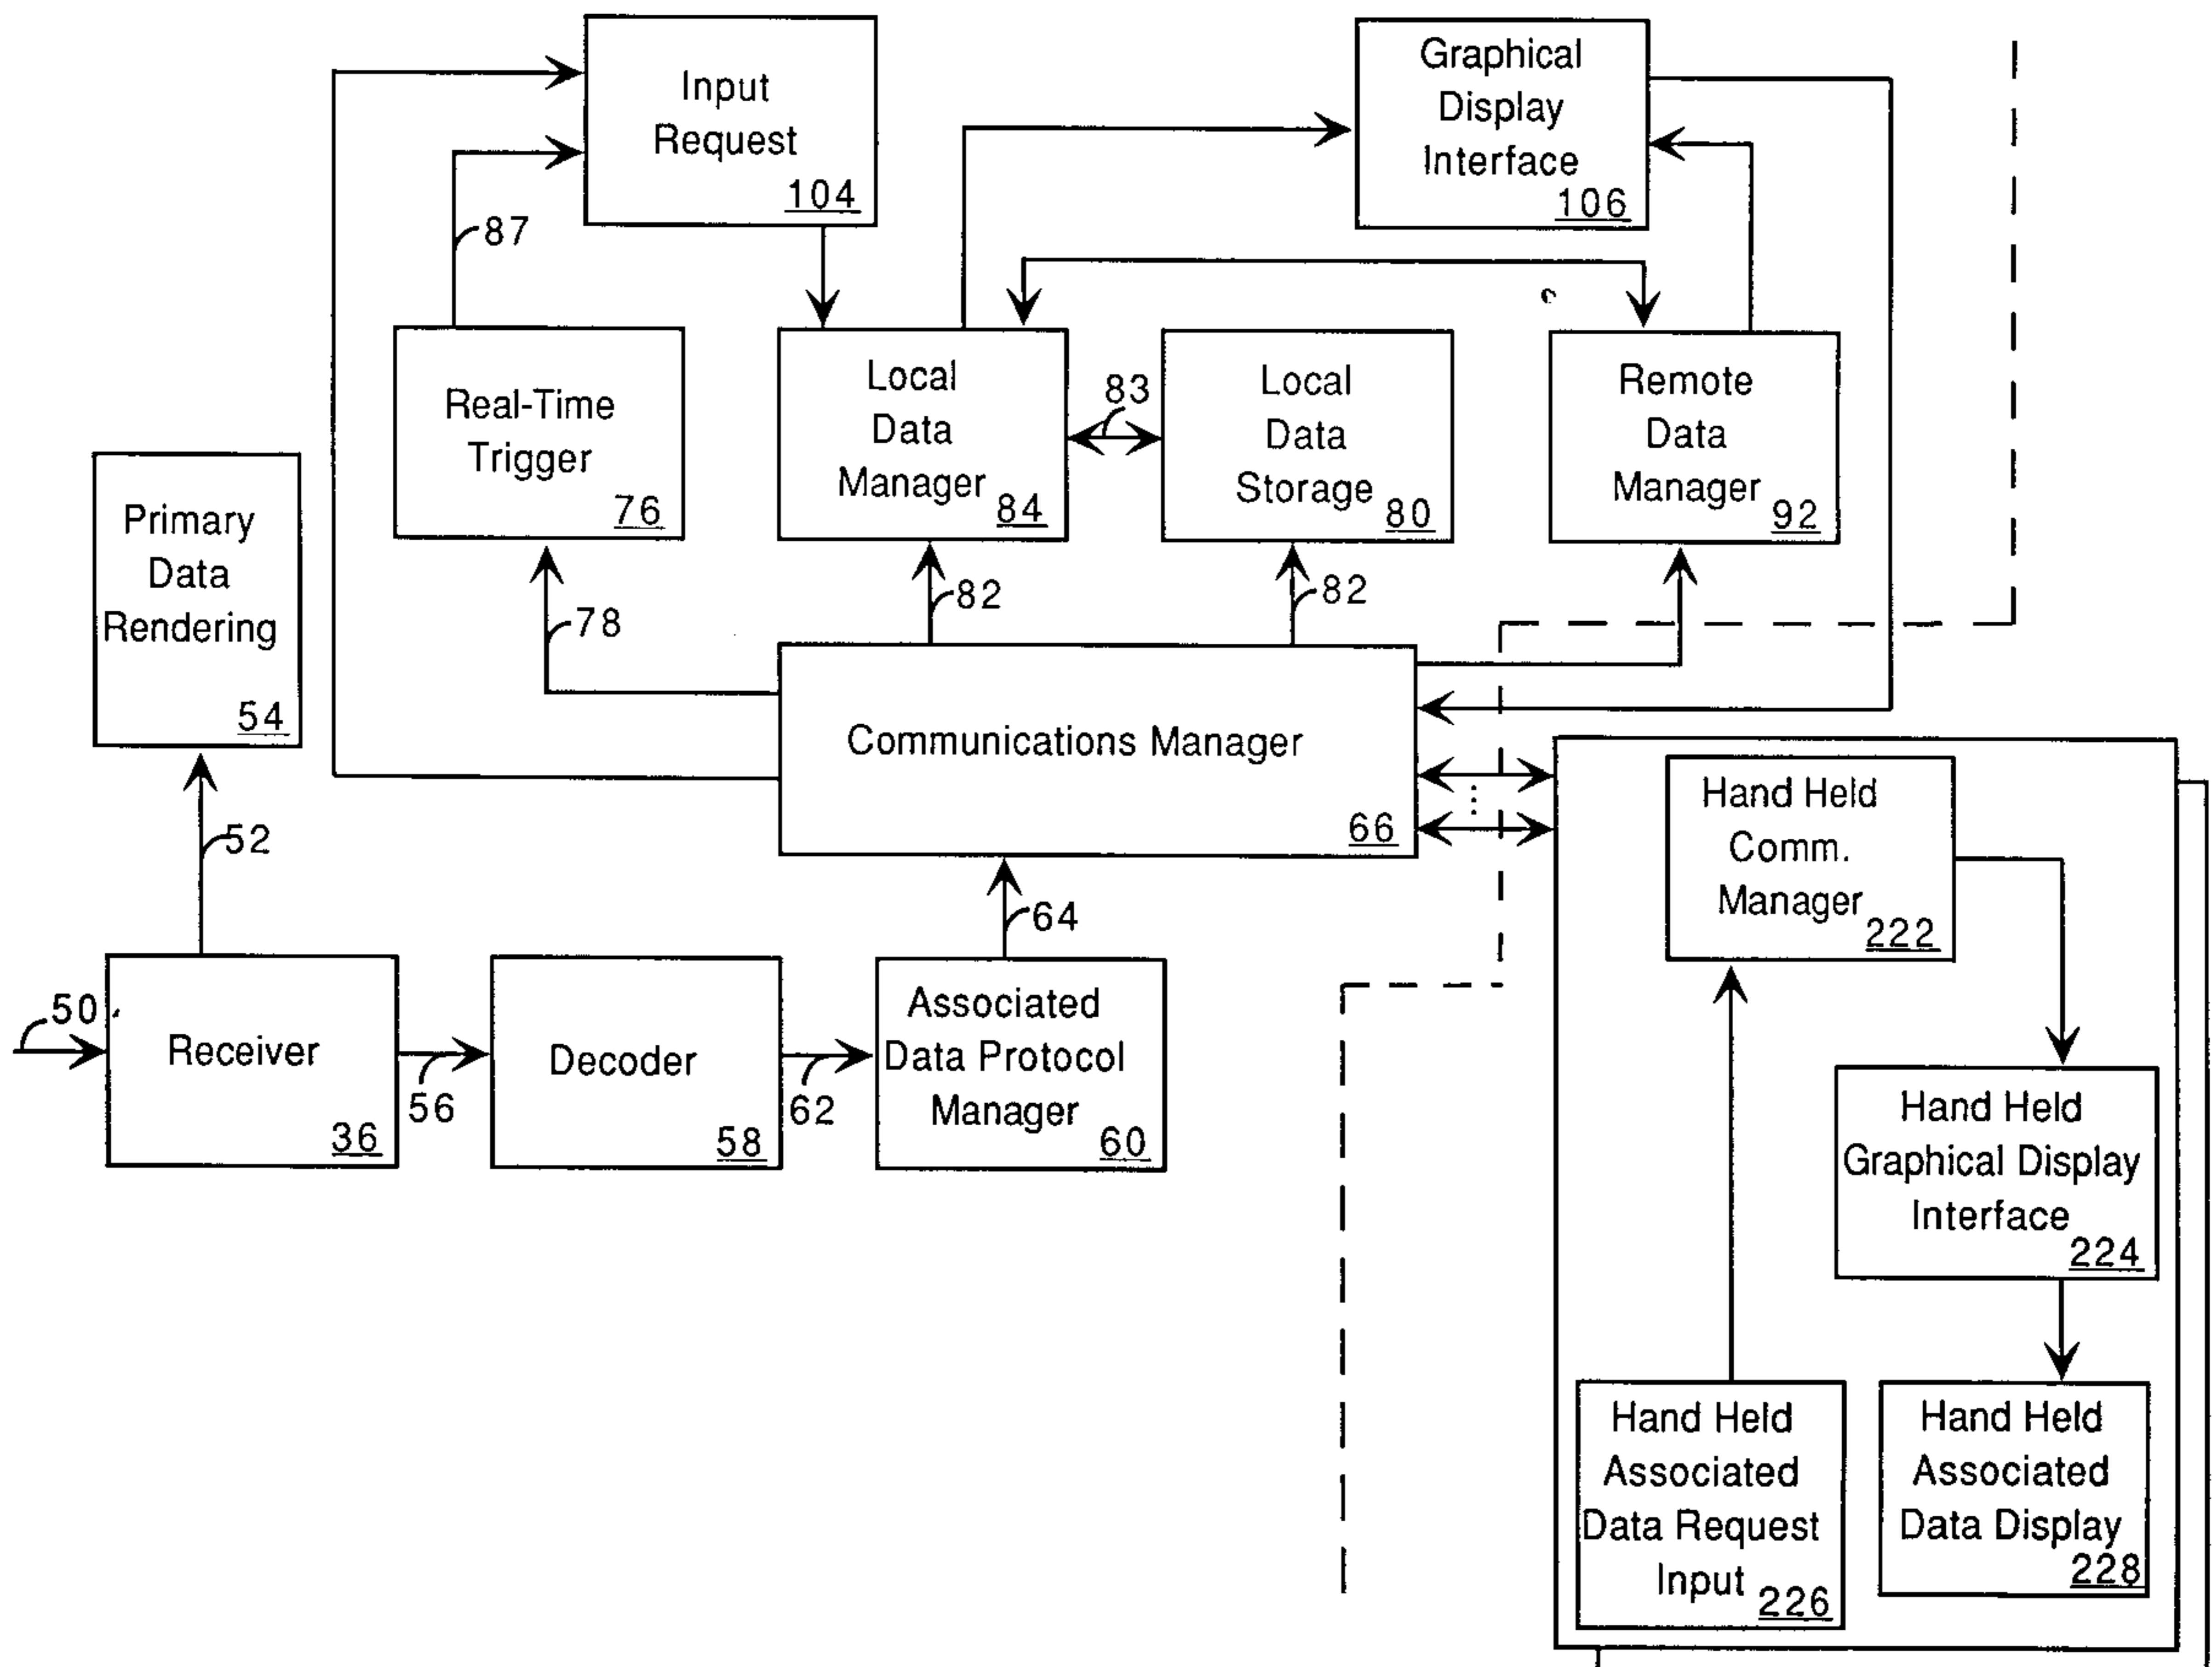 Input
Request
104
Graphical
Display
Interface
106
87
Real-Time
Trigger
76
Local
Data
Manager
84
83
Local
Data
Storage
80
Remote
Data
Manager
92
Primary
Data
Rendering
54
78
82
82
Communications Manager
66
52
64
50
Receiver
36
56
Decoder
58
62
Associated
Data Protocol
Manager
60
Hand Held
Comm.
Manager
222
Hand Held
Graphical Display
Interface
224
Hand Held
Associated
Data Request
Input
226
Hand Held
Associated
Data Display
228